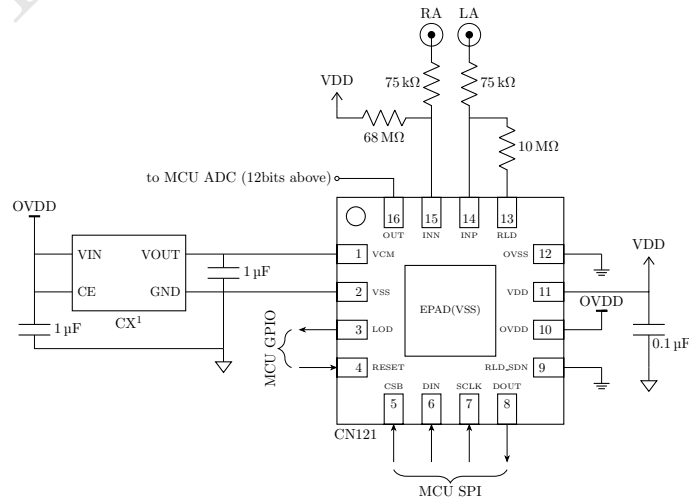 RA LA
75 kΩ 75 kΩ
VDD
68 MΩ
10 MΩ
to MCU ADC (12bits above)
OVDD
VIN VOUT
CE GND
CX¹
1 µF
1 µF
16 15 14 13
OUT INN INP RLD
1 VCM
2 VSS
3 LOD
4 RESET
OVSS 12
VDD 11
OVDD 10
RLD_SDN 9
EPAD(VSS)
CSB DIN SCLK DOUT
5 6 7 8
CN121
MCU GPIO
MCU SPI
VDD
OVDD
0.1 µF